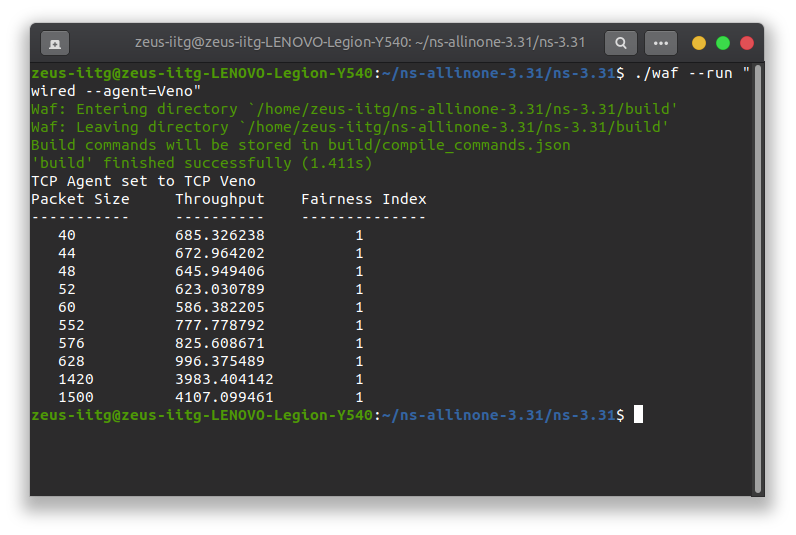 zeus-iitg@zeus-iitg-LENOVO-Legion-Y540: ~/ns-allinone-3.31/ns-3.31
zeus-iitg@zeus-iitg-LENOVO-Legion-Y540:~/ns-allinone-3.31/ns-3.31$ ./waf --run "
wired --agent=Veno"
Waf: Entering directory `/home/zeus-iitg/ns-allinone-3.31/ns-3.31/build'
Waf: Leaving directory `/home/zeus-iitg/ns-allinone-3.31/ns-3.31/build'
Build commands will be stored in build/compile_commands.json
'build' finished successfully (1.411s)
TCP Agent set to TCP Veno
Packet Size     Throughput    Fairness Index
-----------     ----------    --------------
   40           685.326238          1
   44           672.964202          1
   48           645.949406          1
   52           623.030789          1
   60           586.382205          1
   552          777.778792          1
   576          825.608671          1
   628          996.375489          1
   1420         3983.404142         1
   1500         4107.099461         1
zeus-iitg@zeus-iitg-LENOVO-Legion-Y540:~/ns-allinone-3.31/ns-3.31$